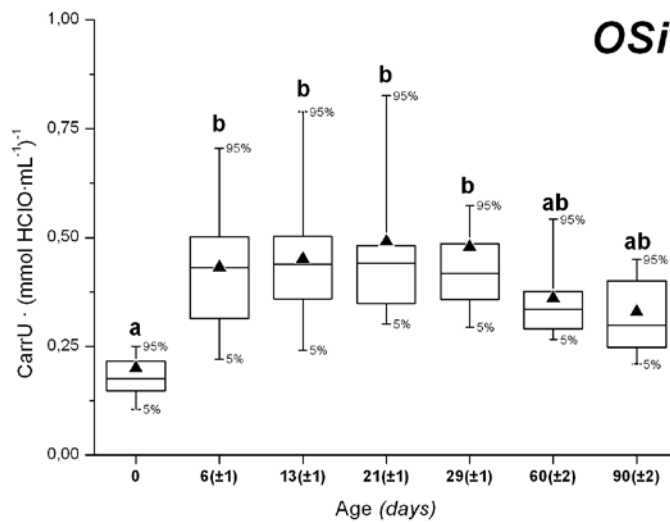 OSi
1,00
0,75
0,50
0,25
0,00
CarrU · (mmol HClO·mL⁻¹)⁻¹
a
95%
5%
b
95%
5%
b
95%
5%
b
95%
5%
b
95%
5%
ab
95%
5%
ab
95%
5%
0 6(±1) 13(±1) 21(±1) 29(±1) 60(±2) 90(±2)
Age (days)